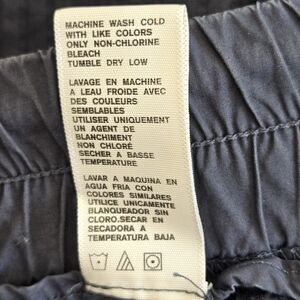 MACHINE WASH COLD
WITH LIKE COLORS
ONLY NON-CHLORINE
BLEACH
TUMBLE DRY LOW
LAVAGE EN MACHINE
A LEAU FROIDE AVEC
DES COULEURS
SEMBLABLES
UTILISER UNIQUEMENT
UN AGENT DE
BLANCHIMENT
NON CHLORÉ
SECHER A BASSE
TEMPERATURE
LAVAR A MAQUINA EN
AGUA FRIA CON
COLORES SIMILARES
UTILICE UNICAMENTE
BLANQUEADOR SIN
CLORO.SECAR EN
SECADORA A
TEMPERATURA BAJA